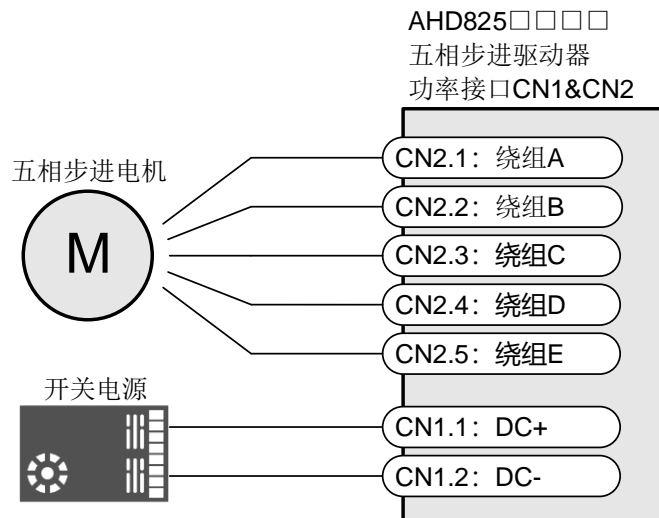 AHD825□□□□
五相步进驱动器
功率接口CN1&CN2
五相步进电机
M
CN2.1：绕组A
CN2.2：绕组B
CN2.3：绕组C
CN2.4：绕组D
CN2.5：绕组E
开关电源
CN1.1：DC+
CN1.2：DC-